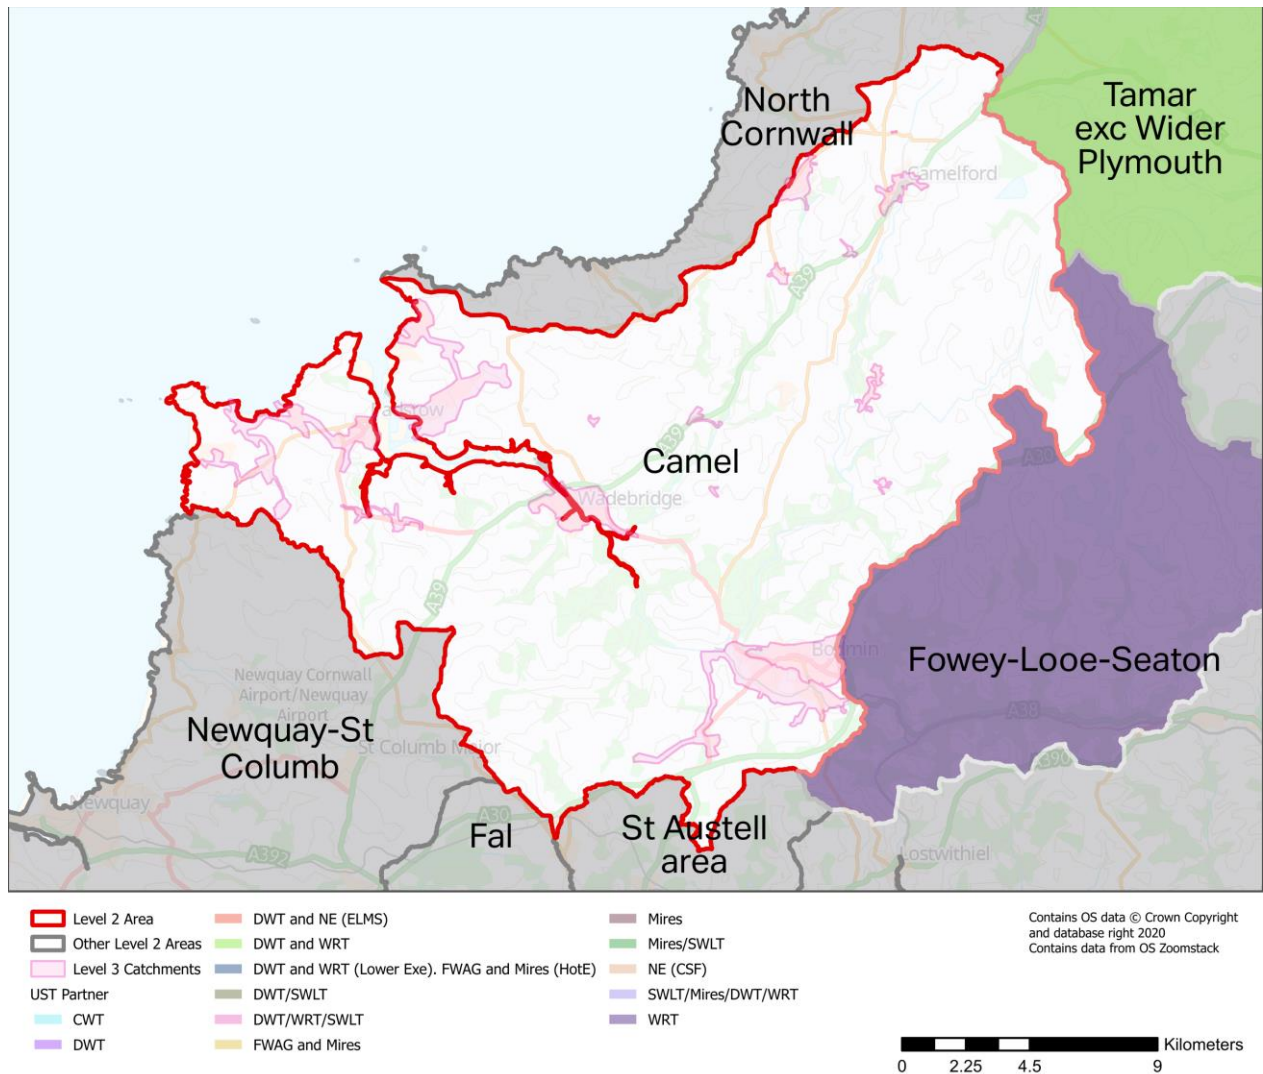 North
Cornwall
Tamar
exc Wider
Plymouth
Camelford
A39
Padstow
A39
Camel
Wadebridge
A30
A39
Bodmin
Fowey-Looe-Seaton
Newquay Cornwall
Airport/Newquay
Airport
A38
Newquay-St
Columb
St Columb Major
A390
Newquay
A30
Fal
St Austell
area
A392
Lostwithiel
Level 2 Area
Other Level 2 Areas
Level 3 Catchments
UST Partner
CWT
DWT
DWT and NE (ELMS)
DWT and WRT
DWT and WRT (Lower Exe). FWAG and Mires (HotE)
DWT/SWLT
DWT/WRT/SWLT
FWAG and Mires
Mires
Mires/SWLT
NE (CSF)
SWLT/Mires/DWT/WRT
WRT
Contains OS data © Crown Copyright
and database right 2020
Contains data from OS Zoomstack
Kilometers
0 2.25 4.5 9